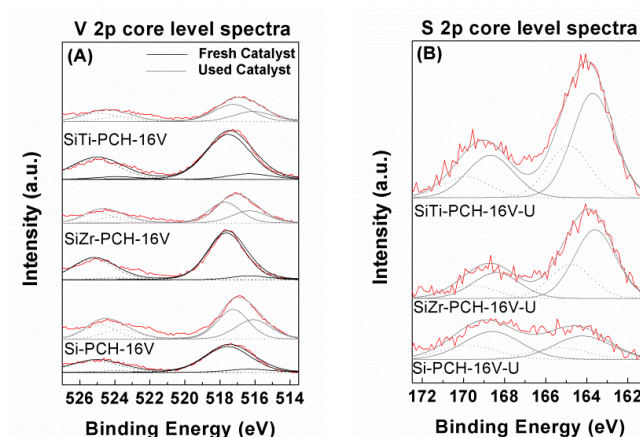 V 2p core level spectra
(A)
Fresh Catalyst
Used Catalyst
SiTi-PCH-16V
SiZr-PCH-16V
Si-PCH-16V
Intensity (a.u.)
526 524 522 520 518 516 514
Binding Energy (eV)
S 2p core level spectra
(B)
SiTi-PCH-16V-U
SiZr-PCH-16V-U
Si-PCH-16V-U
Intensity (a.u.)
172 170 168 166 164 162
Binding Energy (eV)